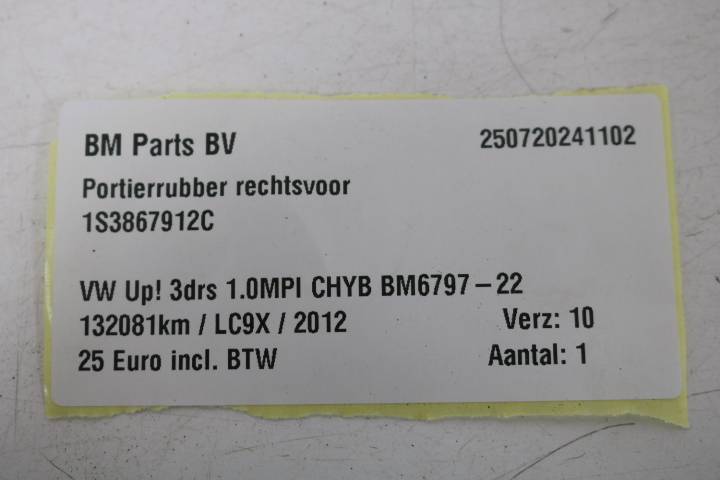 BM Parts BV 250720241102
Portierrubber rechtsvoor
1S3867912C
VW Up! 3drs 1.0MPI CHYB BM6797-22
132081km / LC9X / 2012 Verz: 10
25 Euro incl. BTW Aantal: 1